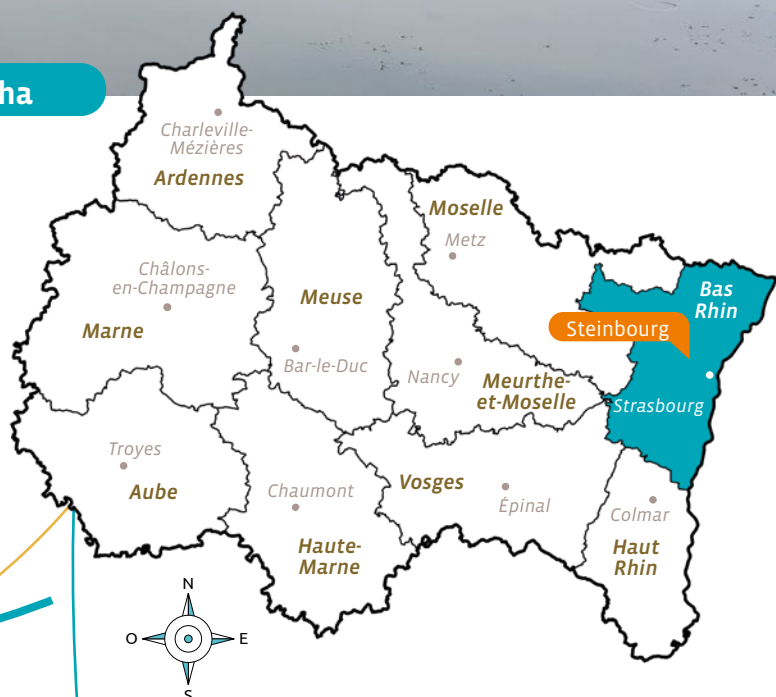 ha
Charleville-
Mézières
Ardennes
Moselle
Metz
Châlons-
en-Champagne
Marne
Meuse
Bar-le-Duc
Bas
Rhin
Steinbourg
Strasbourg
Nancy
Meurthe-
et-Moselle
Troyes
Aube
Chaumont
Haute-
Marne
Vosges
Épinal
Colmar
Haut
Rhin
N
O
E
S